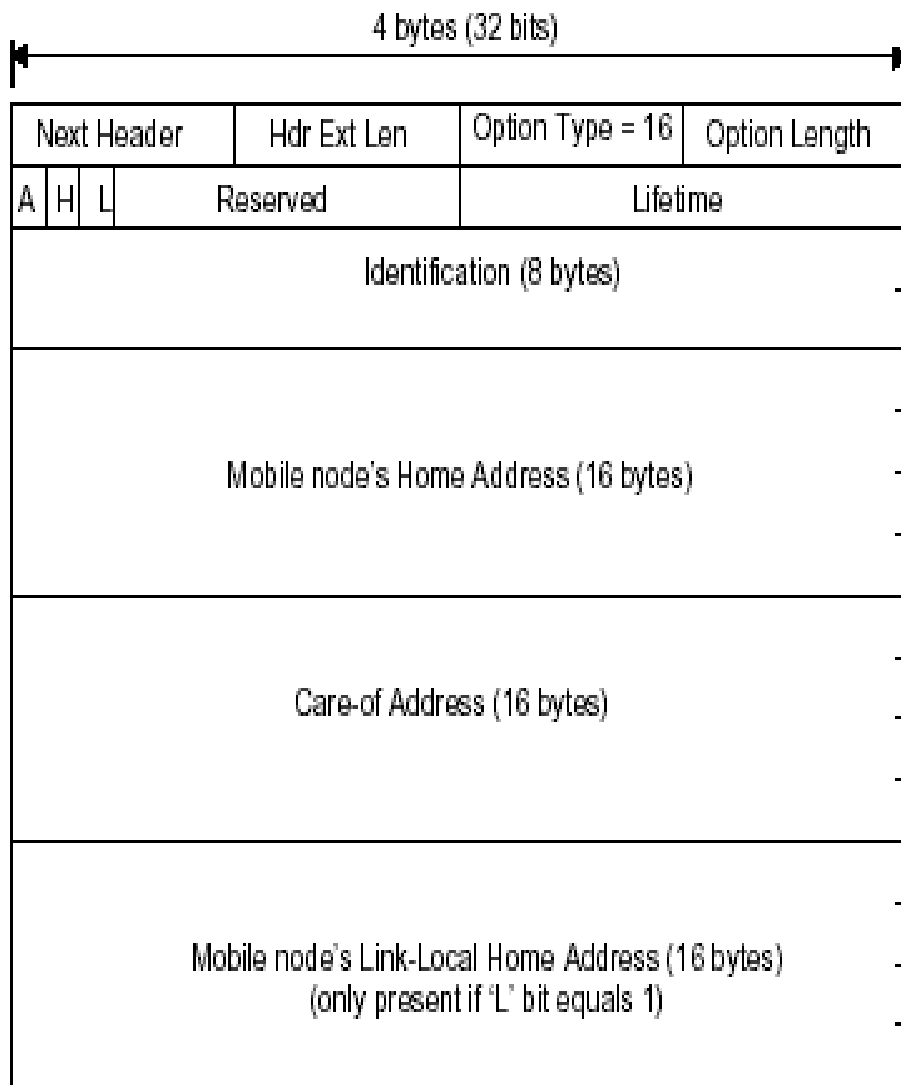 4 bytes (32 bits)
Next Header Hdr Ext Len Option Type = 16 Option Length
A H L Reserved Lifetime
Identification (8 bytes)
Mobile node's Home Address (16 bytes)
Care-of Address (16 bytes)
Mobile node's Link-Local Home Address (16 bytes)
(only present if 'L' bit equals 1)